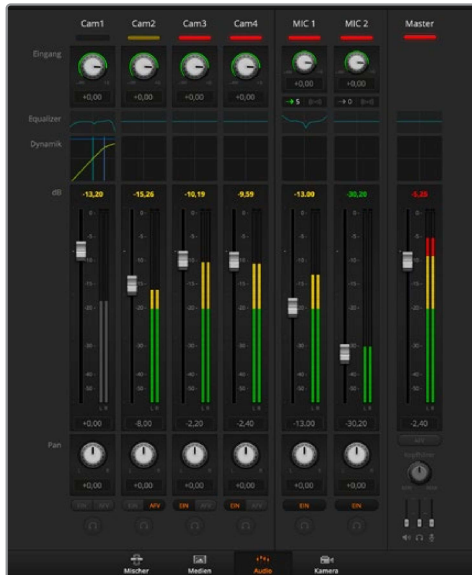 Cam1 Cam2 Cam3 Cam4 MIC 1 MIC 2 Master
Eingang
+0,00 +0,00 +0,00 +0,00 +0,00 +0,00
5 0
Equalizer
Dynamik
dB -13,20 -15,26 -10,19 -9,59 -13.00 -30,20 -5,25
L R L R L R L R L R L R L R
+0,00 -8,00 -2,20 -2,40 -13,00 -30,20 -2,40
Pan
L R L R L R L R L R L R
+0,00 +0,00 +0,00 +0,00 +0,00 +0,00
EIN AFV EIN AFV EIN AFV EIN AFV EIN EIN
Mischer Medien Audio Kamera